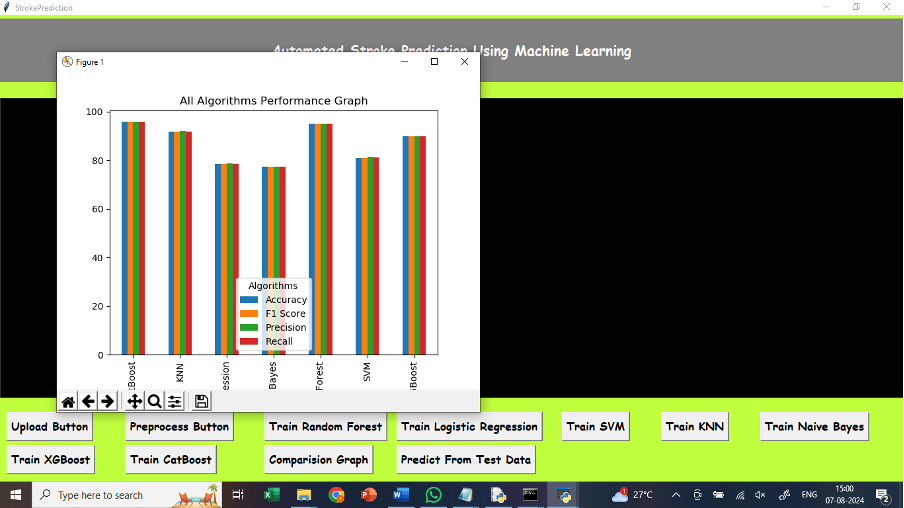 StrokePrediction
Automated Stroke Prediction Using Machine Learning
Figure 1
All Algorithms Performance Graph
100
80
60
40
20
0
Algorithms
Accuracy
F1 Score
Precision
Recall
KNN
Bayes
Forest
SVM
Upload Button
Preprocess Button
Train Random Forest
Train Logistic Regression
Train SVM
Train KNN
Train Naive Bayes
Train XGBoost
Train CatBoost
Comparision Graph
Predict From Test Data
Type here to search
1
27°C
ENG
15:00
07-08-2024
2